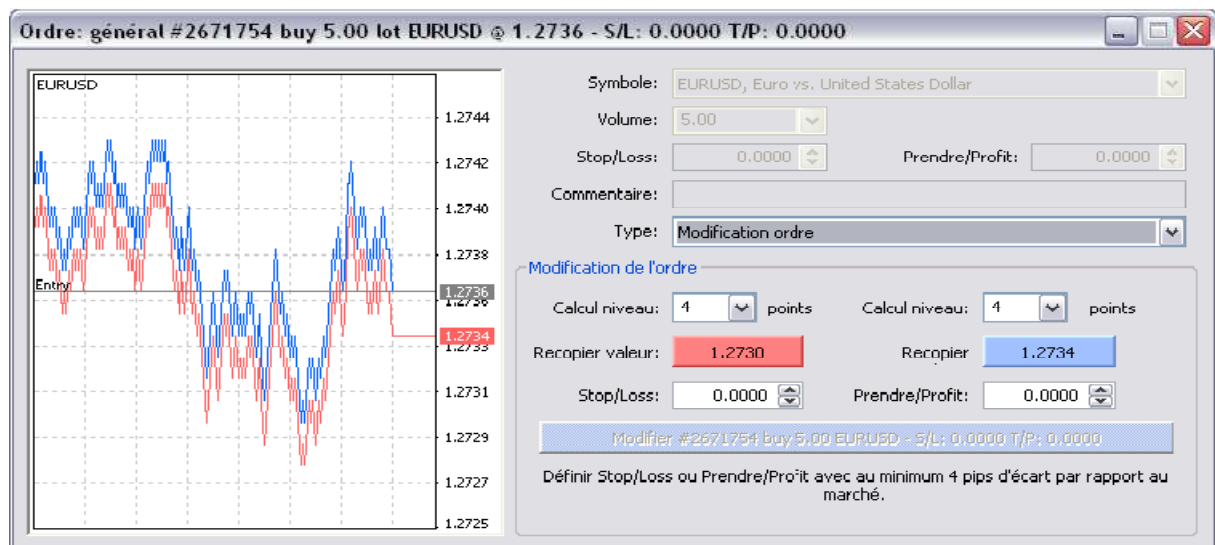 Ordre: général #2671754 buy 5.00 lot EURUSD @ 1.2736 - S/L: 0.0000 T/P: 0.0000
EURUSD
1.2744
1.2742
1.2740
1.2738
Entry
1.2736
1.2736
1.2734
1.2733
1.2731
1.2729
1.2727
1.2725
Symbole: EURUSD, Euro vs. United States Dollar
Volume: 5.00
Stop/Loss: 0.0000 Prendre/Profit: 0.0000
Commentaire:
Type: Modification ordre
Modification de l'ordre
Calcul niveau: 4 points Calcul niveau: 4 points
Recopier valeur: 1.2730 Recopier 1.2734
Stop/Loss: 0.0000 Prendre/Profit: 0.0000
Modifier #2671754 buy 5.00 EURUSD - S/L: 0.0000 T/P: 0.0000
Définir Stop/Loss ou Prendre/Profit avec au minimum 4 pips d'écart par rapport au
marché.